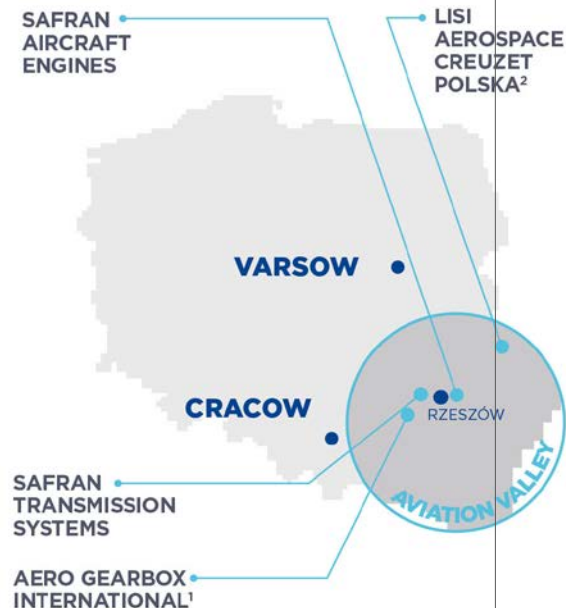 SAFRAN
AIRCRAFT
ENGINES
LISI
AEROSPACE
CREUZET
POLSKA²
VARSOW
CRACOW
RZESZÓW
AVIATION VALLEY
SAFRAN
TRANSMISSION
SYSTEMS
AERO GEARBOX
INTERNATIONAL¹